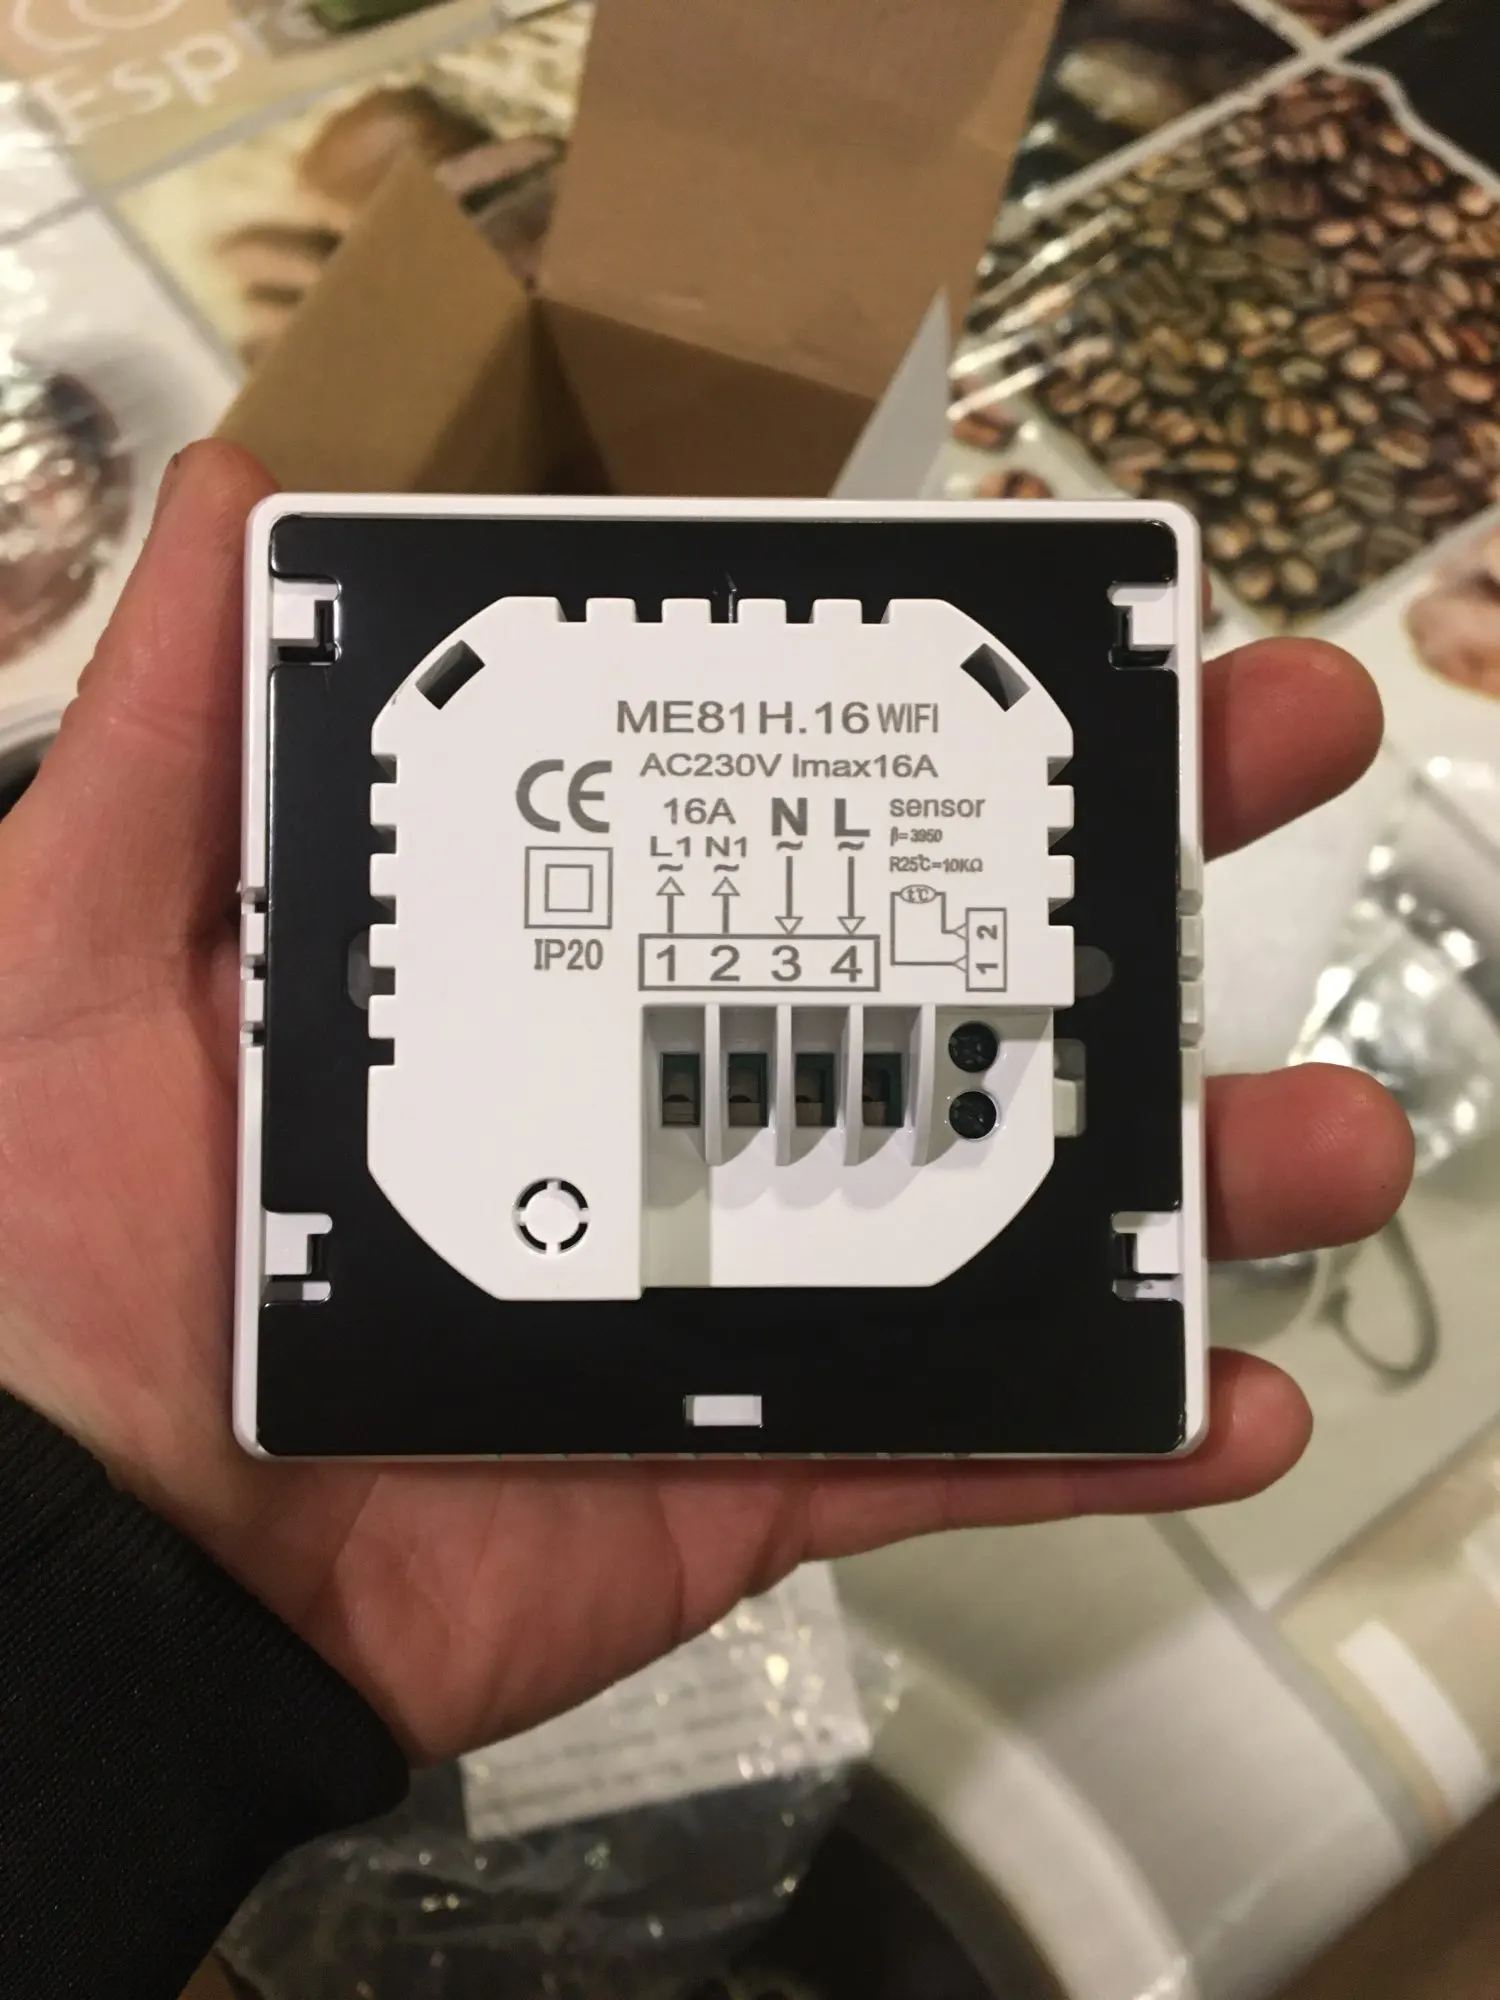 Espre
ME81H.16 WIFI
AC230V Imax16A
CE
16A
N
L
sensor
β=3950
R25℃=10KΩ
L1 N1
~ ~ ~ ~
t℃
IP20
1 2 3 4
1 2